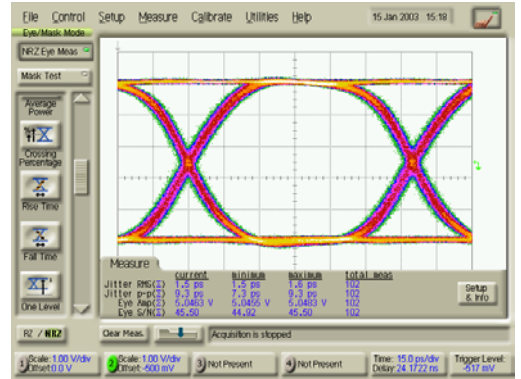 File Control Setup Measure Calibrate Utilities Help 15 Jan 2003 15:18
Eye/Mask Mode
NRZ Eye Meas
Mask Test
Average
Power
Crossing
Percentage
Rise Time
Fall Time
One Level
Measure
current minimum maximum total meas
Jitter RMS(Σ) 1.5 ps 1.5 ps 1.6 ps 102
Jitter p-p(Σ) 9.3 ps 7.3 ps 9.3 ps 102
Eye Amp(Σ) 5.0463 V 5.0455 V 5.0483 V 102
Eye S/N(Σ) 45.50 44.92 45.50 102
Setup
& Info
RZ / NRZ
Clear Meas.
Acquisition is stopped
1 Scale:1.00 V/div
Offset:0.0 V
2 Scale:1.00 V/div
Offset:-500 mV
3 Not Present
4 Not Present
Time: 15.0 ps/div
Delay:24.1722 ns
Trigger Level:
-517 mV